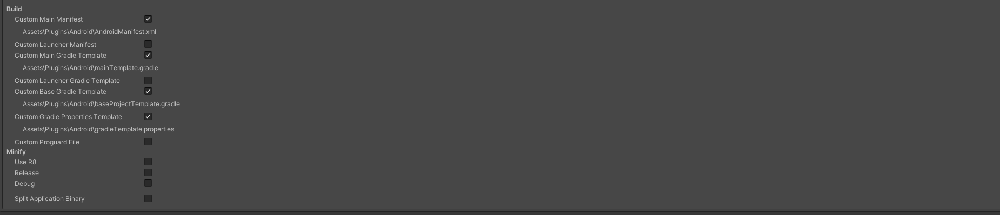 Build
Custom Main Manifest
Assets\Plugins\Android\AndroidManifest.xml
Custom Launcher Manifest
Custom Main Gradle Template
Assets\Plugins\Android\mainTemplate.gradle
Custom Launcher Gradle Template
Custom Base Gradle Template
Assets\Plugins\Android\baseProjectTemplate.gradle
Custom Gradle Properties Template
Assets\Plugins\Android\gradleTemplate.properties
Custom Proguard File
Minify
Use R8
Release
Debug
Split Application Binary